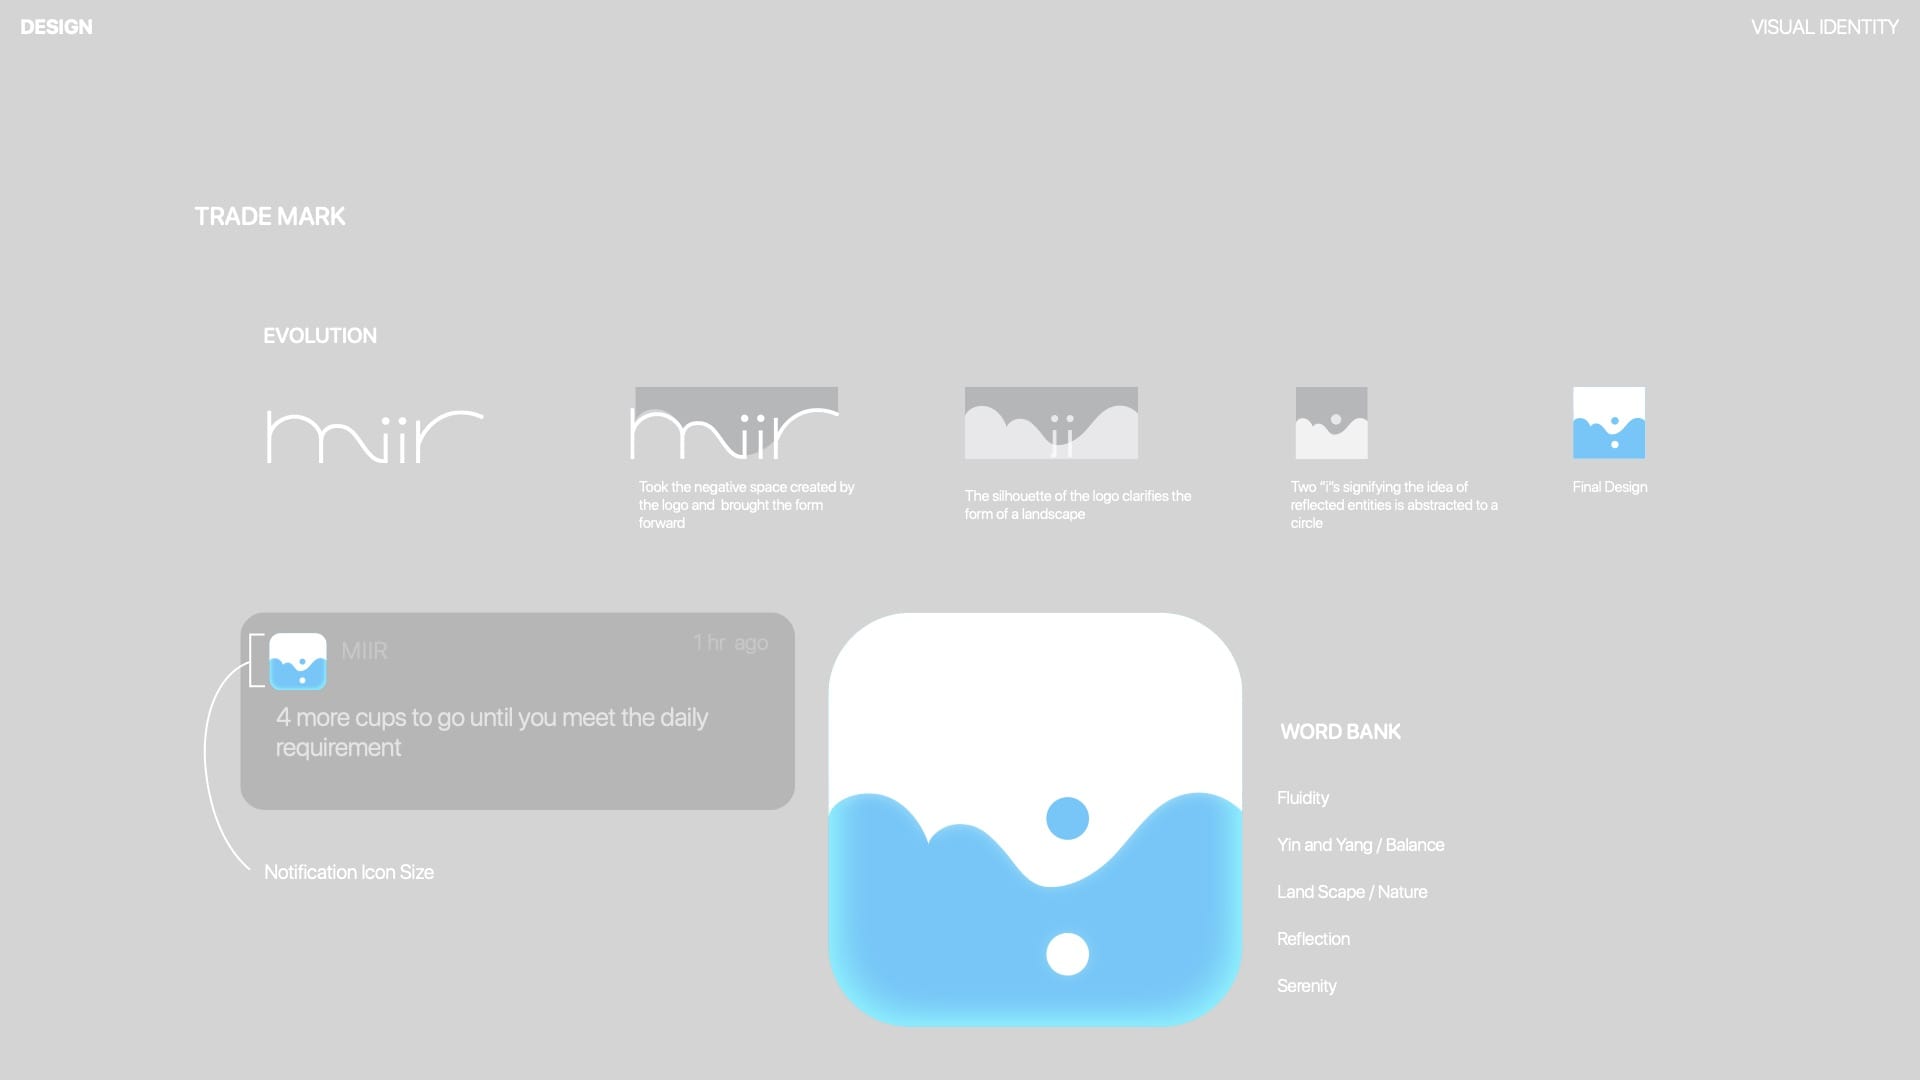 DESIGN
VISUAL IDENTITY
TRADE MARK
EVOLUTION
miir
miir
ii
Took the negative space created by
the logo and  brought the form
forward
The silhouette of the logo clarifies the
form of a landscape
Two “i”s signifying the idea of
reflected entities is abstracted to a
circle
Final Design
MIIR
1 hr  ago
4 more cups to go until you meet the daily
requirement
Notification Icon Size
WORD BANK
Fluidity
Yin and Yang / Balance
Land Scape / Nature
Reflection
Serenity